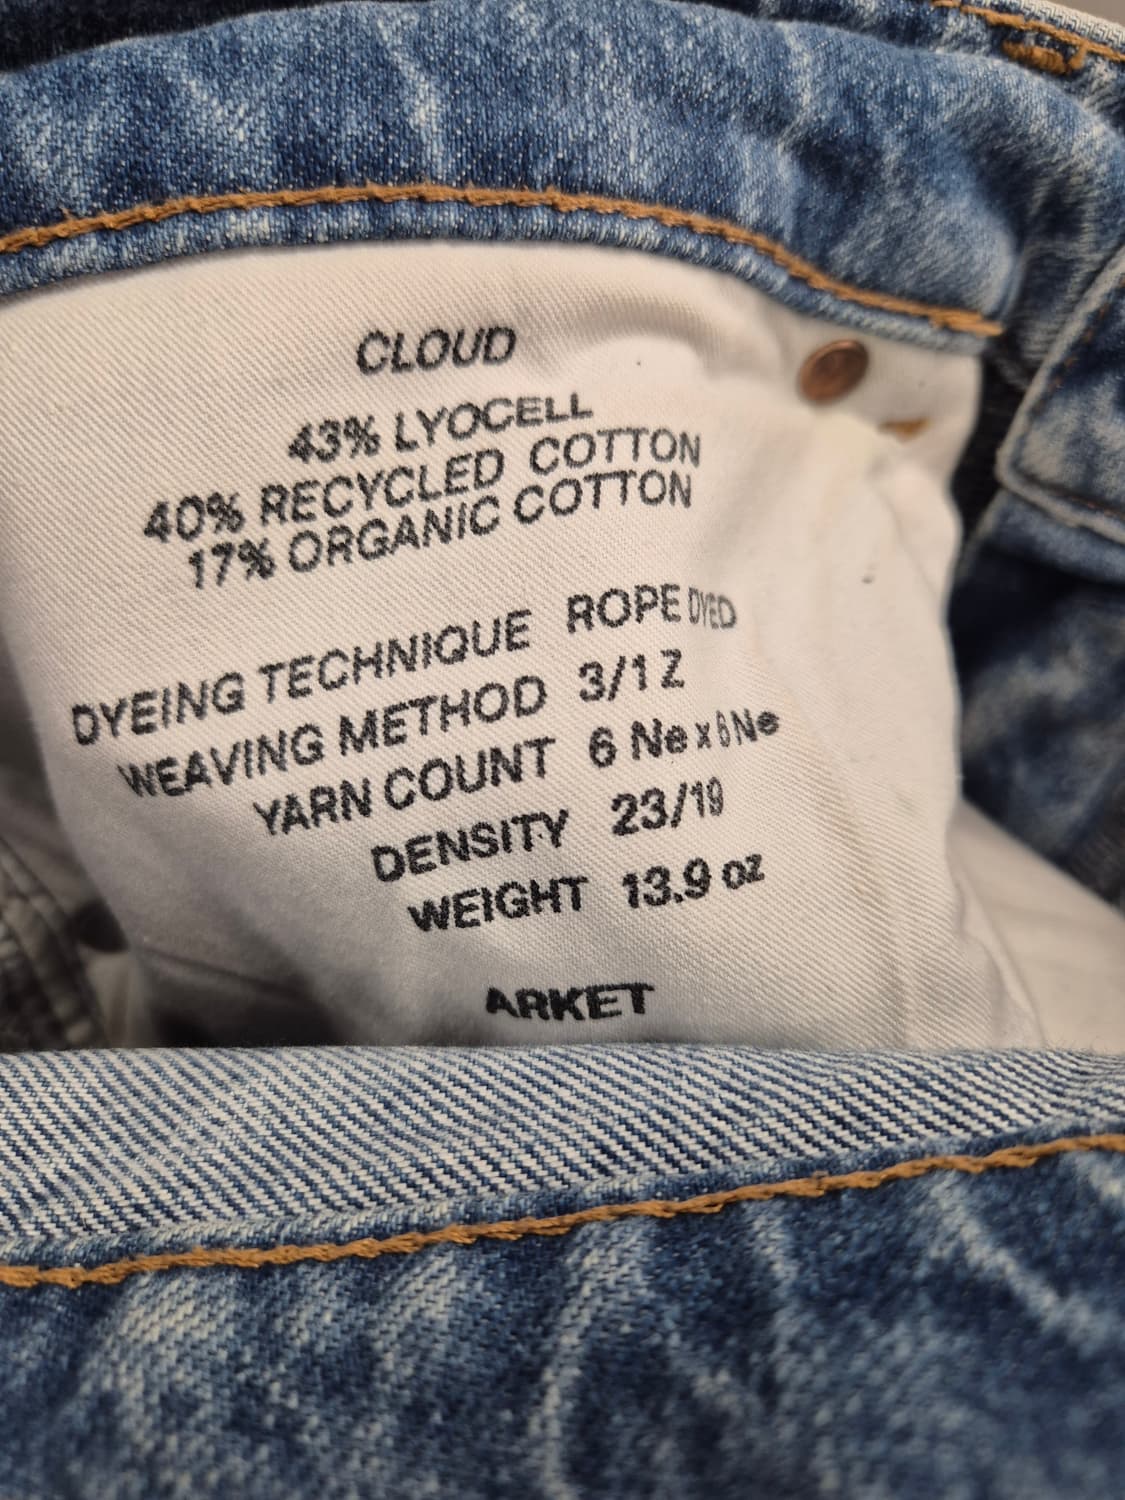 CLOUD
43% LYOCELL
40% RECYCLED COTTON
17% ORGANIC COTTON
DYEING TECHNIQUE ROPE DYED
WEAVING METHOD 3/1 Z
YARN COUNT 6 Ne x 6 Ne
DENSITY 23/19
WEIGHT 13.9 oz
ARKET